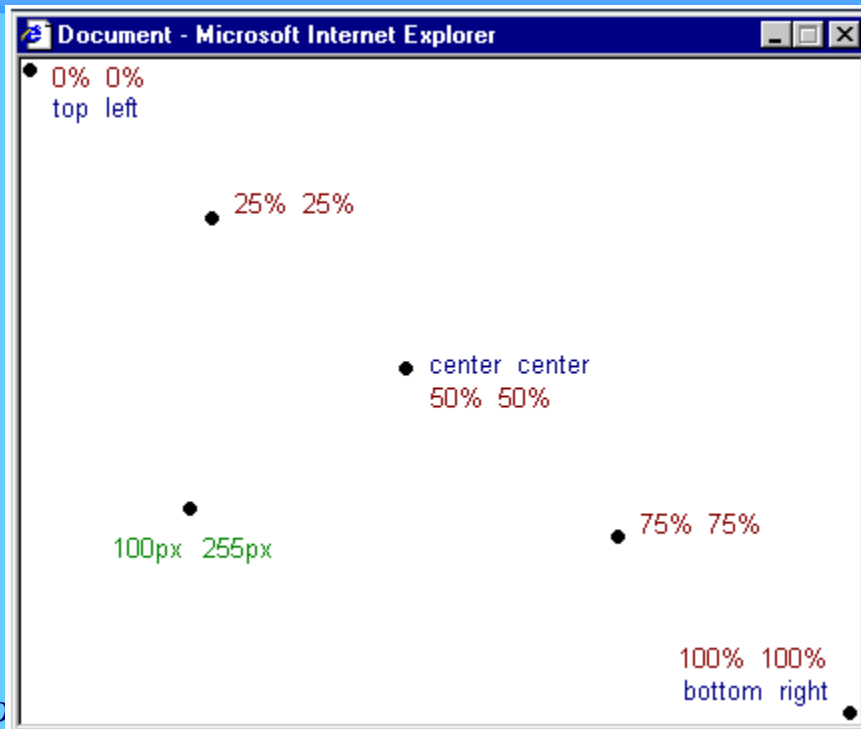 Document - Microsoft Internet Explorer
0% 0%
top left
25% 25%
center center
50% 50%
100px 255px
75% 75%
100% 100%
bottom right